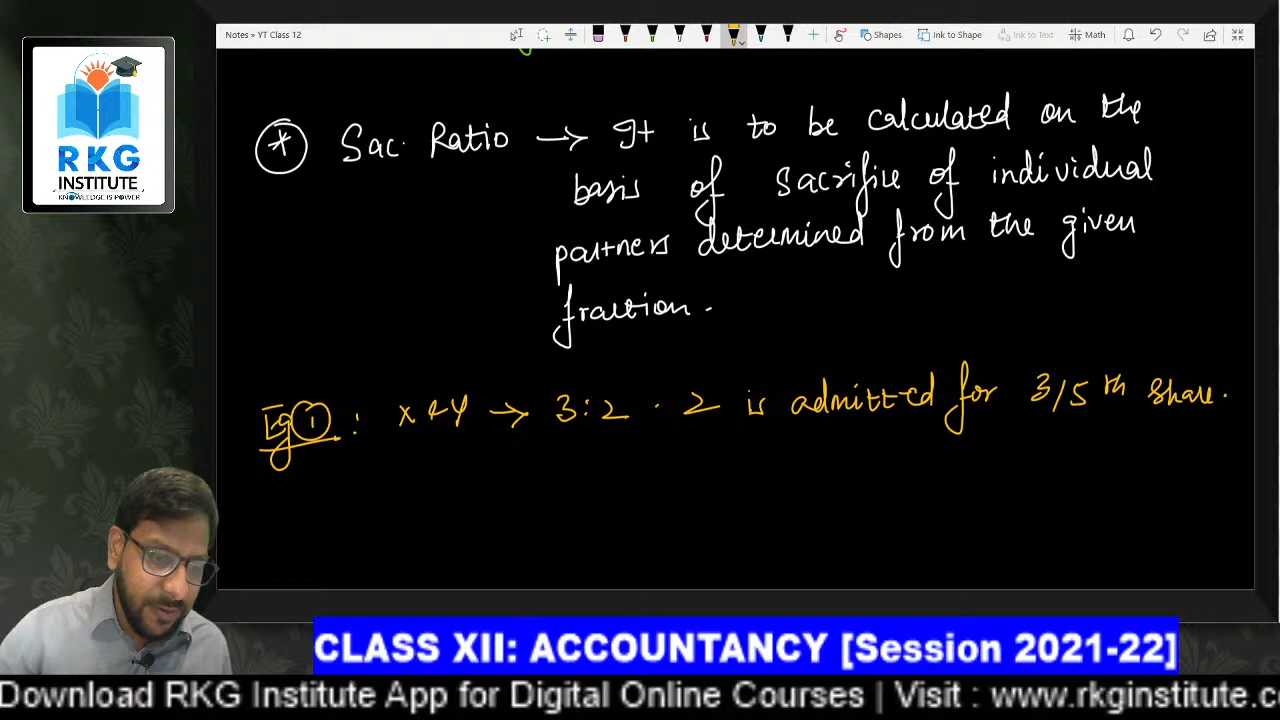 Notes » YT Class 12
Shapes
Ink to Shape
Ink to Text
Math
RKG
INSTITUTE
KNOWLEDGE IS POWER
* Sac. Ratio → It is to be calculated on the
basis of sacrifice of individual
partners determined from the given
fraction.
Eg ① : X & Y → 3:2 . Z is admitted for 3/5th share.
CLASS XII: ACCOUNTANCY [Session 2021-22]
Download RKG Institute App for Digital Online Courses | Visit : www.rkginstitute.c